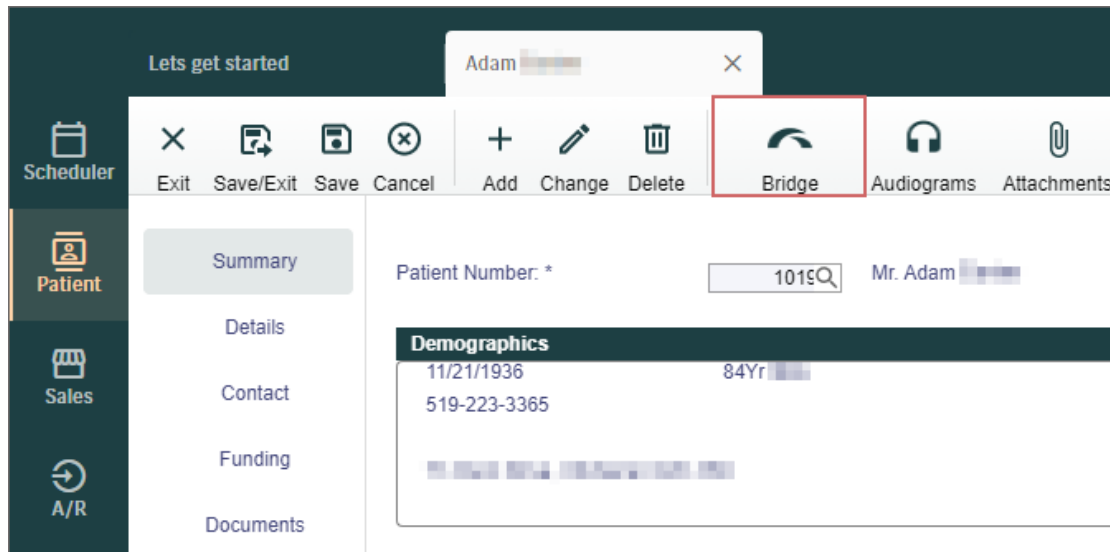 Lets get started
Adam
Scheduler
Patient
Sales
A/R
Exit Save/Exit Save Cancel Add Change Delete Bridge Audiograms Attachments
Summary
Details
Contact
Funding
Documents
Patient Number: *
1019
Mr. Adam
Demographics
11/21/1936
84Yr
519-223-3365